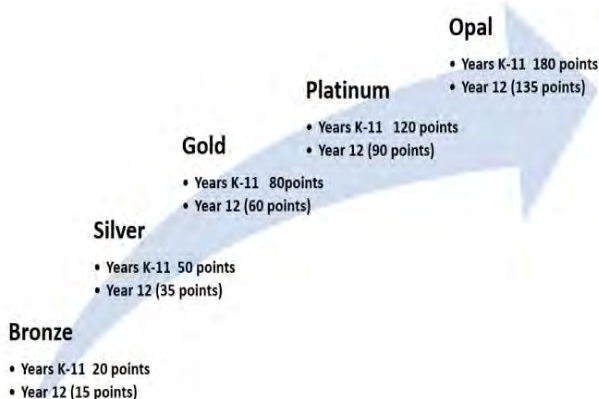 Opal
• Years K-11 180 points
• Year 12 (135 points)
Platinum
• Years K-11 120 points
• Year 12 (90 points)
Gold
• Years K-11 80points
• Year 12 (60 points)
Silver
• Years K-11 50 points
• Year 12 (35 points)
Bronze
• Years K-11 20 points
• Year 12 (15 points)